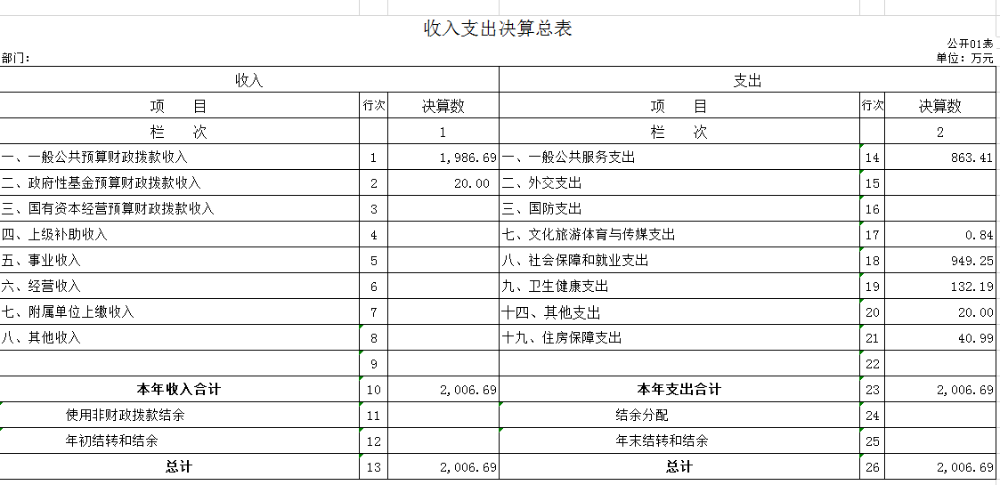 收入支出决算总表
公开01表
部门： 单位：万元
收入 支出
项 目 行次 决算数 项 目 行次 决算数
栏 次 1 栏 次 2
一、一般公共预算财政拨款收入 1 1,986.69 一、一般公共服务支出 14 863.41
二、政府性基金预算财政拨款收入 2 20.00 二、外交支出 15
三、国有资本经营预算财政拨款收入 3 三、国防支出 16
四、上级补助收入 4 七、文化旅游体育与传媒支出 17 0.84
五、事业收入 5 八、社会保障和就业支出 18 949.25
六、经营收入 6 九、卫生健康支出 19 132.19
七、附属单位上缴收入 7 十四、其他支出 20 20.00
八、其他收入 8 十九、住房保障支出 21 40.99
9 22
本年收入合计 10 2,006.69 本年支出合计 23 2,006.69
使用非财政拨款结余 11 结余分配 24
年初结转和结余 12 年末结转和结余 25
总计 13 2,006.69 总计 26 2,006.69